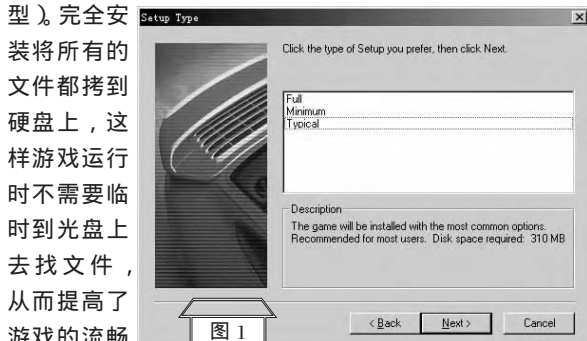 型）。完全安
装将所有的
文件都拷到
硬盘上，这
样游戏运行
时不需要临
时到光盘上
去找文件，
从而提高了
游戏的流畅
Setup Type
Click the type of Setup you prefer, then click Next.
Full
Minimum
Typical
Description
The game will be installed with the most common options.
Recommended for most users. Disk space required: 310 MB
< Back
Next >
Cancel
图 1